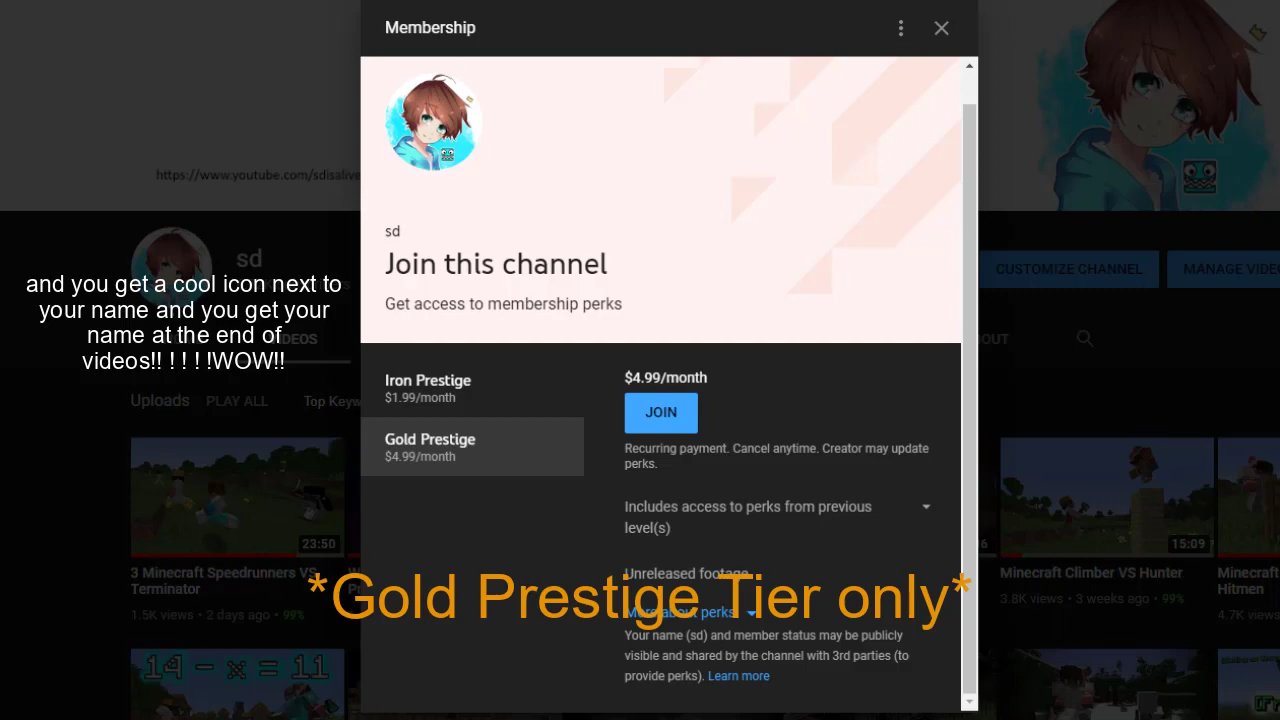 Membership
https://www.youtube.com/sdisalive
sd
CUSTOMIZE CHANNEL
MANAGE VIDEO
and you get a cool icon next to
your name and you get your
name at the end of
videos!! ! ! ! !WOW!!
VIDEOS
Uploads
PLAY ALL
sd
Join this channel
Get access to membership perks
Iron Prestige
$1.99/month
Gold Prestige
$4.99/month
$4.99/month
JOIN
Recurring payment. Cancel anytime. Creator may update
perks.
Includes access to perks from previous
level(s)
Unreleased footage
*Gold Prestige Tier only*
More about perks
Your name (sd) and member status may be publicly
visible and shared by the channel with 3rd parties (to
provide perks). Learn more
23:50
3 Minecraft Speedrunners VS
Terminator
1.5K views • 2 days ago • 99%
14 - x = 11
15:09
Minecraft Climber VS Hunter
3.8K views • 3 weeks ago • 99%
Minecraft
Hitmen
4.7K views